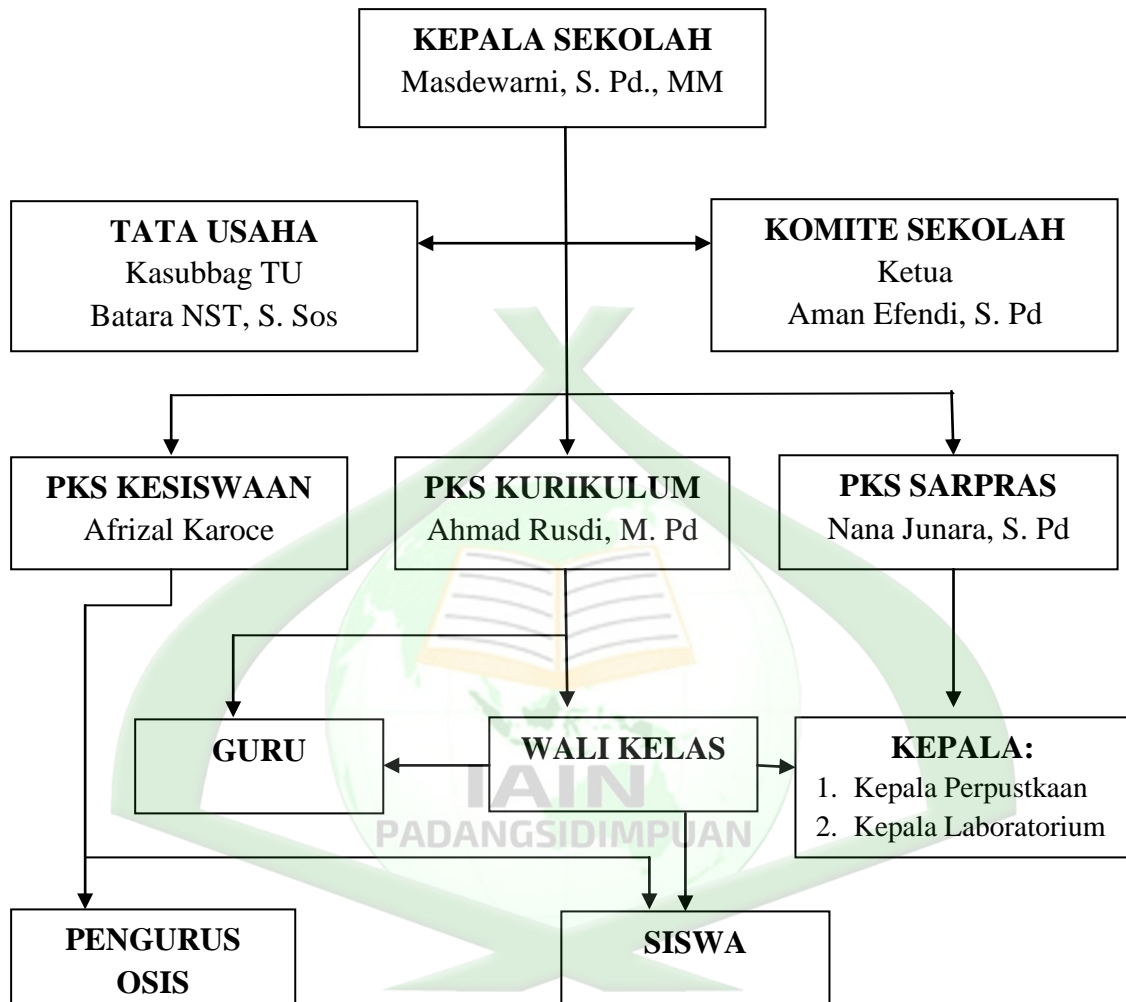 KEPALA SEKOLAH
Masdewarni, S. Pd., MM
TATA USAHA
Kasubbag TU
Batara NST, S. Sos
KOMITE SEKOLAH
Ketua
Aman Efendi, S. Pd
PKS KESISWAAN
Afrizal Karoce
PKS KURIKULUM
Ahmad Rusdi, M. Pd
PKS SARPRAS
Nana Junara, S. Pd
GURU
WALI KELAS
KEPALA:
1. Kepala Perpustkaan
2. Kepala Laboratorium
IAIN
PADANGSIDIMPUAN
PENGURUS
OSIS
SISWA